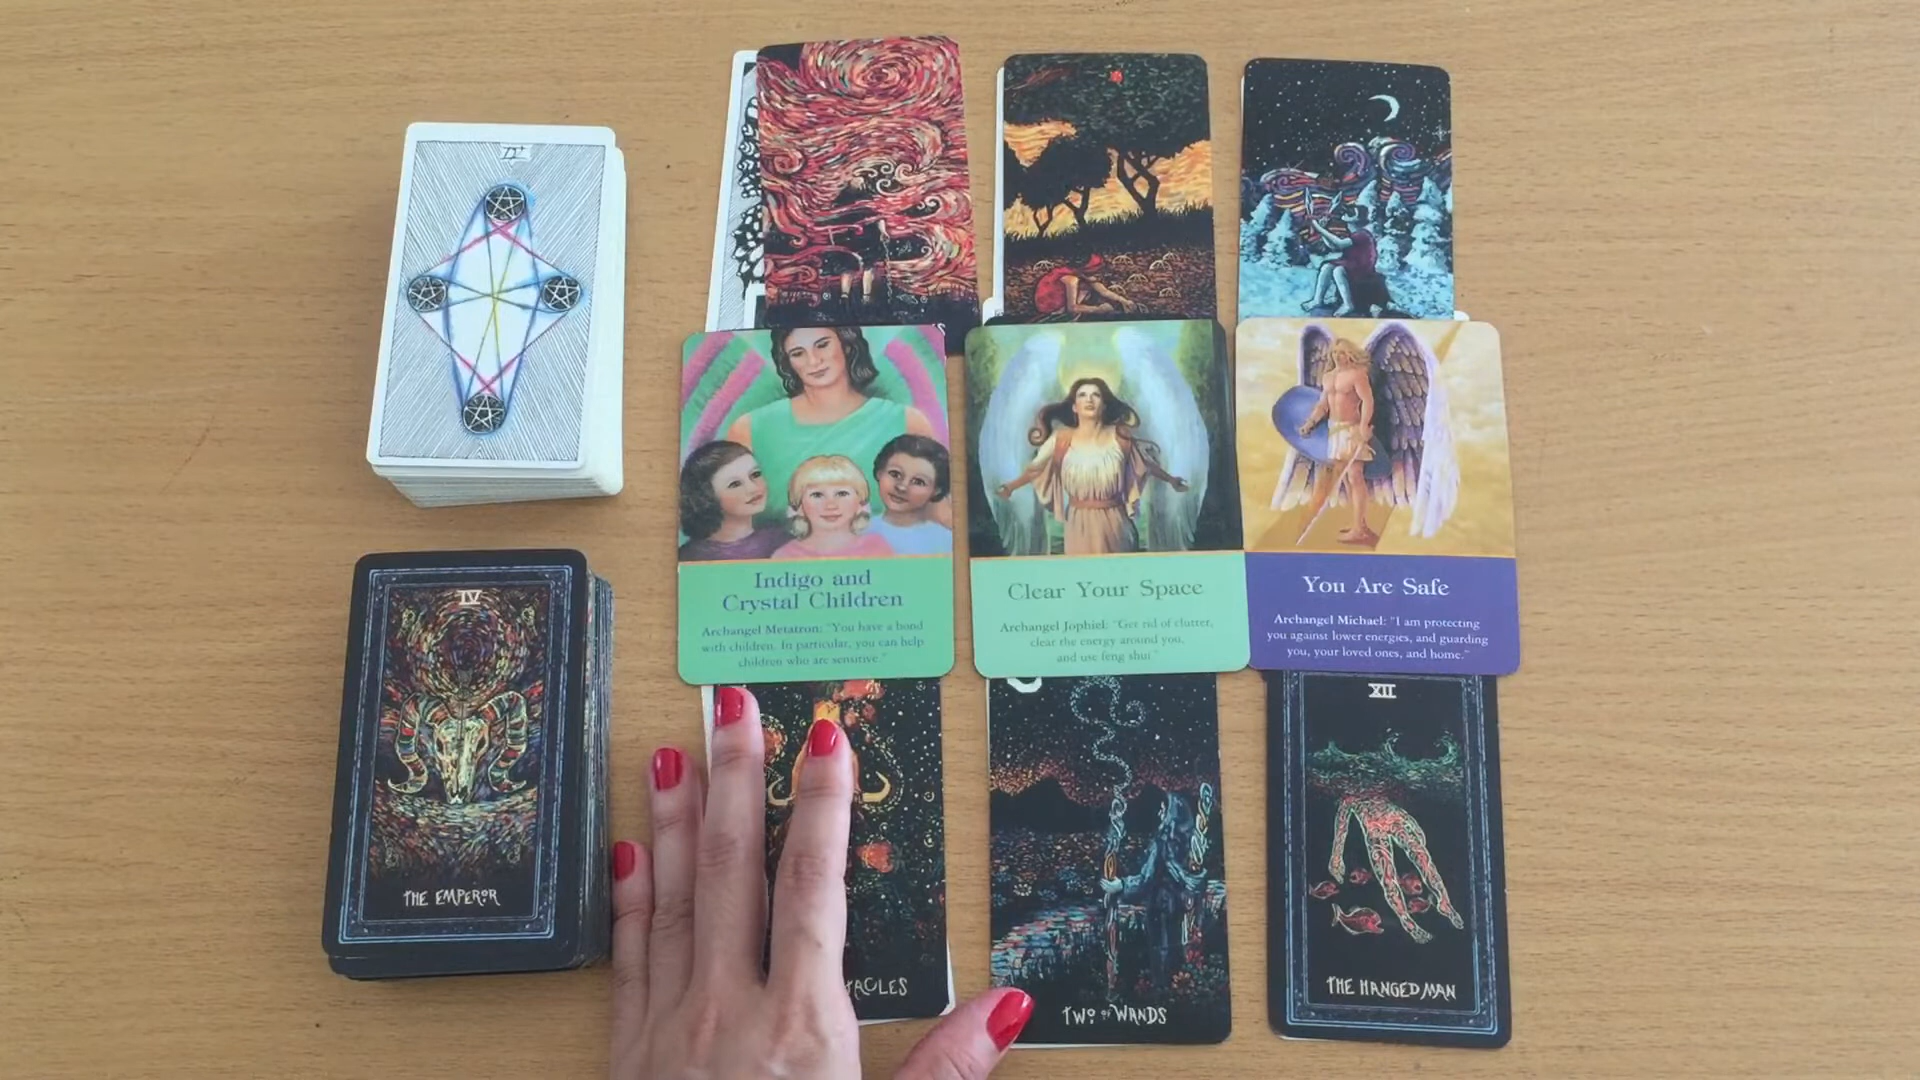 IV
THE EMPEROR
Indigo and
Crystal Children
Archangel Metatron: "You have a bond
with children. In particular, you can help
children who are sensitive."
Clear Your Space
Archangel Jophiel: "Get rid of clutter,
clear the energy around you,
and use feng shui."
You Are Safe
Archangel Michael: "I am protecting
you against lower energies, and guarding
you, your loved ones, and home."
TWO OF WANDS
XII
THE HANGED MAN